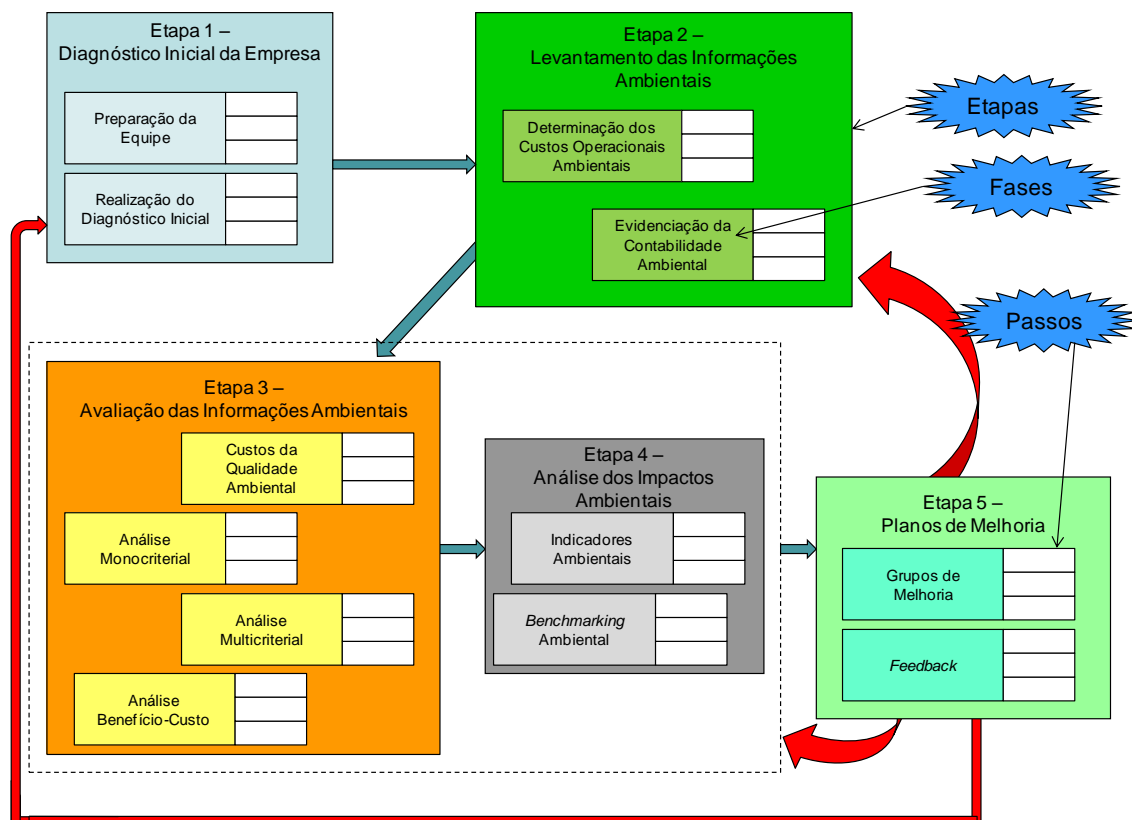 Etapa 1 –
Diagnóstico Inicial da Empresa
Preparação da
Equipe
Realização do
Diagnóstico Inicial
Etapa 2 –
Levantamento das Informações
Ambientais
Determinação dos
Custos Operacionais
Ambientais
Evidenciação da
Contabilidade
Ambiental
Etapas
Fases
Passos
Etapa 3 –
Avaliação das Informações Ambientais
Custos da
Qualidade
Ambiental
Análise
Monocriterial
Análise
Multicriterial
Análise
Benefício-Custo
Etapa 4 –
Análise dos Impactos
Ambientais
Indicadores
Ambientais
Benchmarking
Ambiental
Etapa 5 –
Planos de Melhoria
Grupos de
Melhoria
Feedback